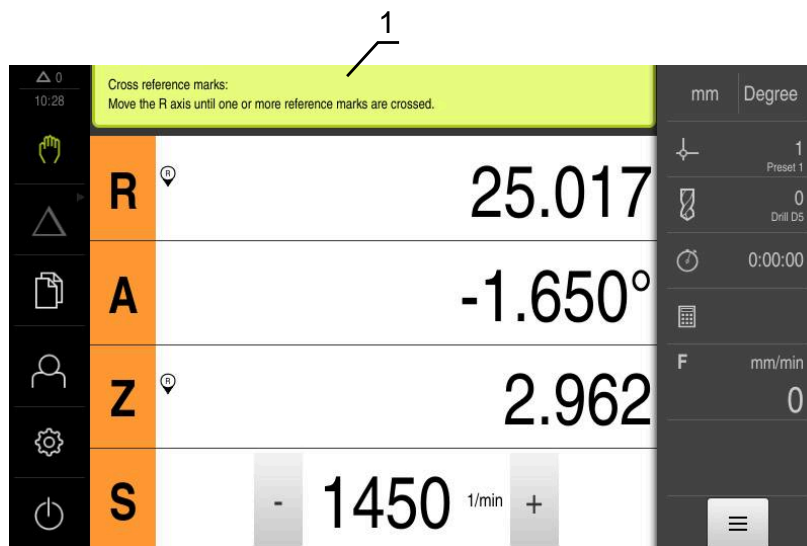 1
△ 0
10:28
Cross reference marks:
Move the R axis until one or more reference marks are crossed.
mm Degree
R R 25.017
A -1.650°
Z R 2.962
S - 1450 1/min +
1
Preset 1
0
Drill D5
0:00:00
F mm/min
0